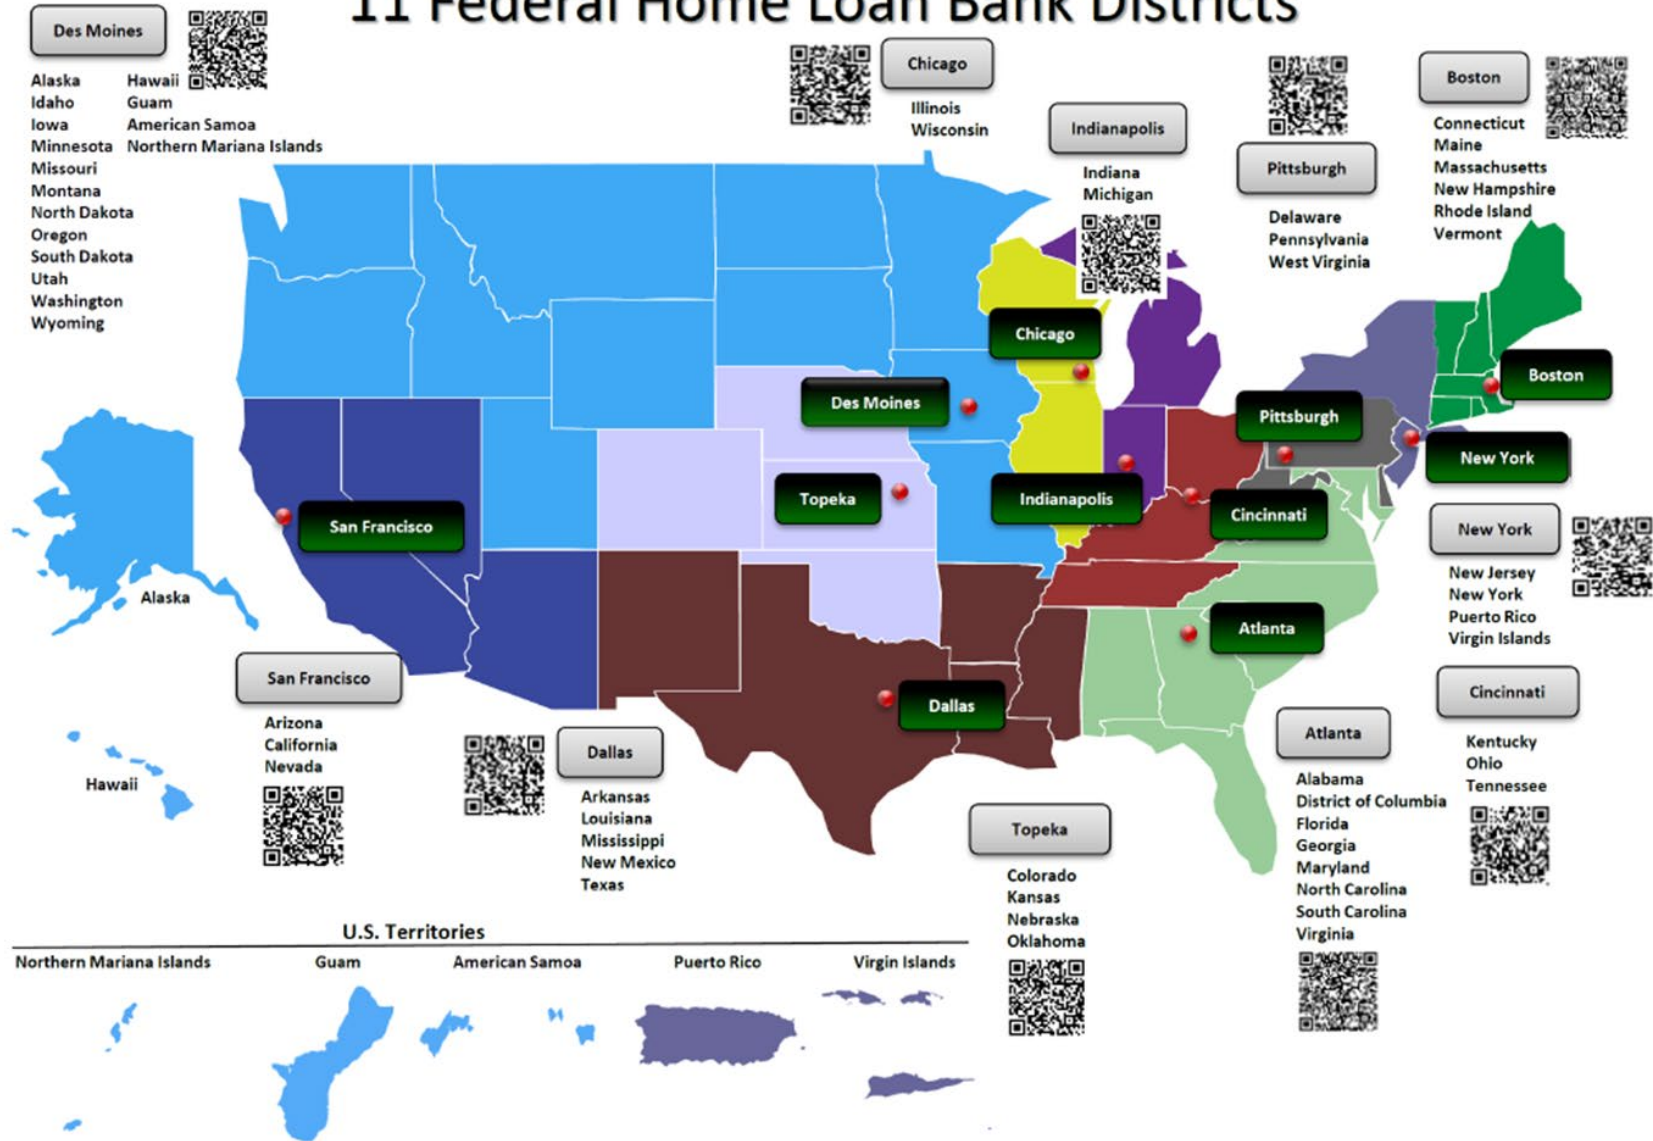 11 Federal Home Loan Bank Districts
Des Moines
Alaska
Idaho
Iowa
Minnesota
Missouri
Montana
North Dakota
Oregon
South Dakota
Utah
Washington
Wyoming
Hawaii
Guam
American Samoa
Northern Mariana Islands
Chicago
Illinois
Wisconsin
Indianapolis
Indiana
Michigan
Pittsburgh
Delaware
Pennsylvania
West Virginia
Boston
Connecticut
Maine
Massachusetts
New Hampshire
Rhode Island
Vermont
Chicago
Boston
Des Moines
Pittsburgh
New York
Topeka
Indianapolis
Cincinnati
San Francisco
Atlanta
Dallas
Alaska
Hawaii
New York
New Jersey
New York
Puerto Rico
Virgin Islands
San Francisco
Arizona
California
Nevada
Dallas
Arkansas
Louisiana
Mississippi
New Mexico
Texas
Topeka
Colorado
Kansas
Nebraska
Oklahoma
Atlanta
Alabama
District of Columbia
Florida
Georgia
Maryland
North Carolina
South Carolina
Virginia
Cincinnati
Kentucky
Ohio
Tennessee
U.S. Territories
Northern Mariana Islands
Guam
American Samoa
Puerto Rico
Virgin Islands